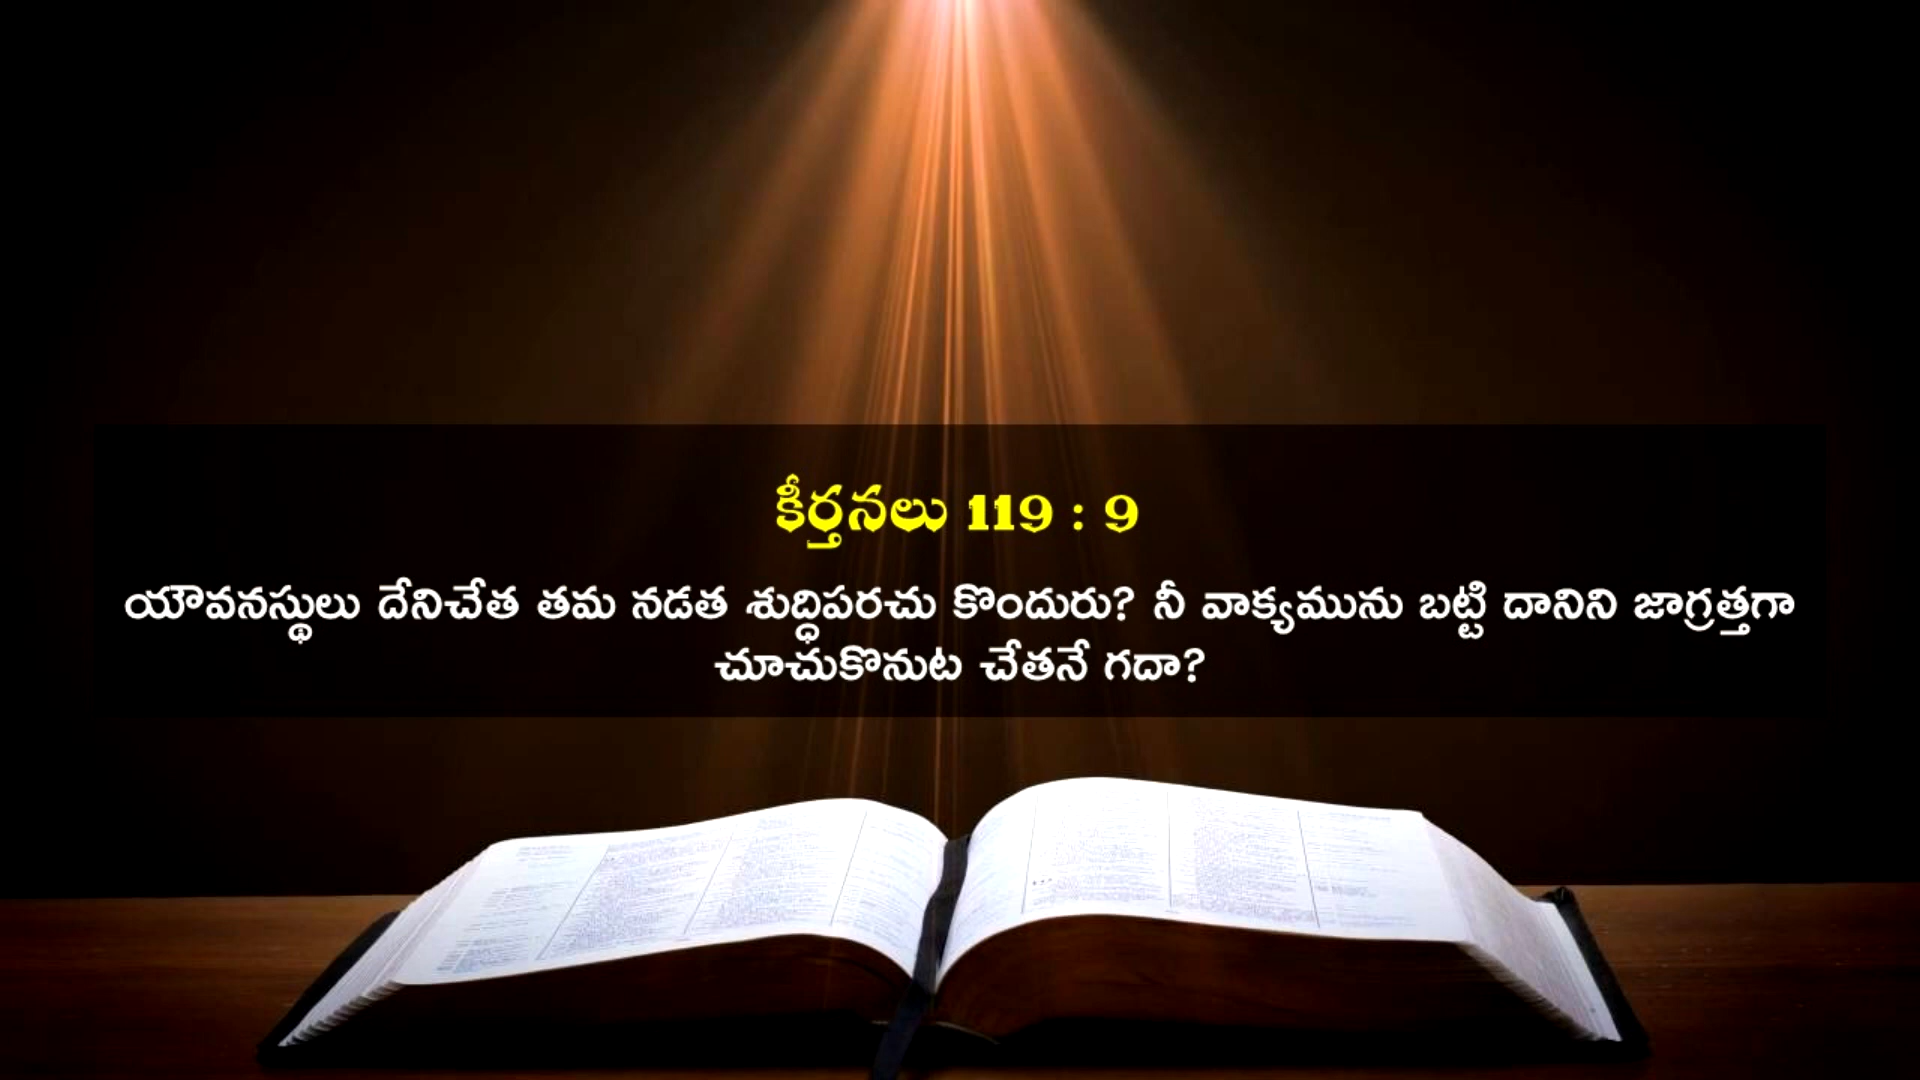 కీర్తనలు 119 : 9
యౌవనస్థులు దేనిచేత తమ నడత శుద్ధిపరచు కొందురు? నీ వాక్యమును బట్టి దానిని జాగ్రత్తగా
చూచుకొనుట చేతనే గదా?